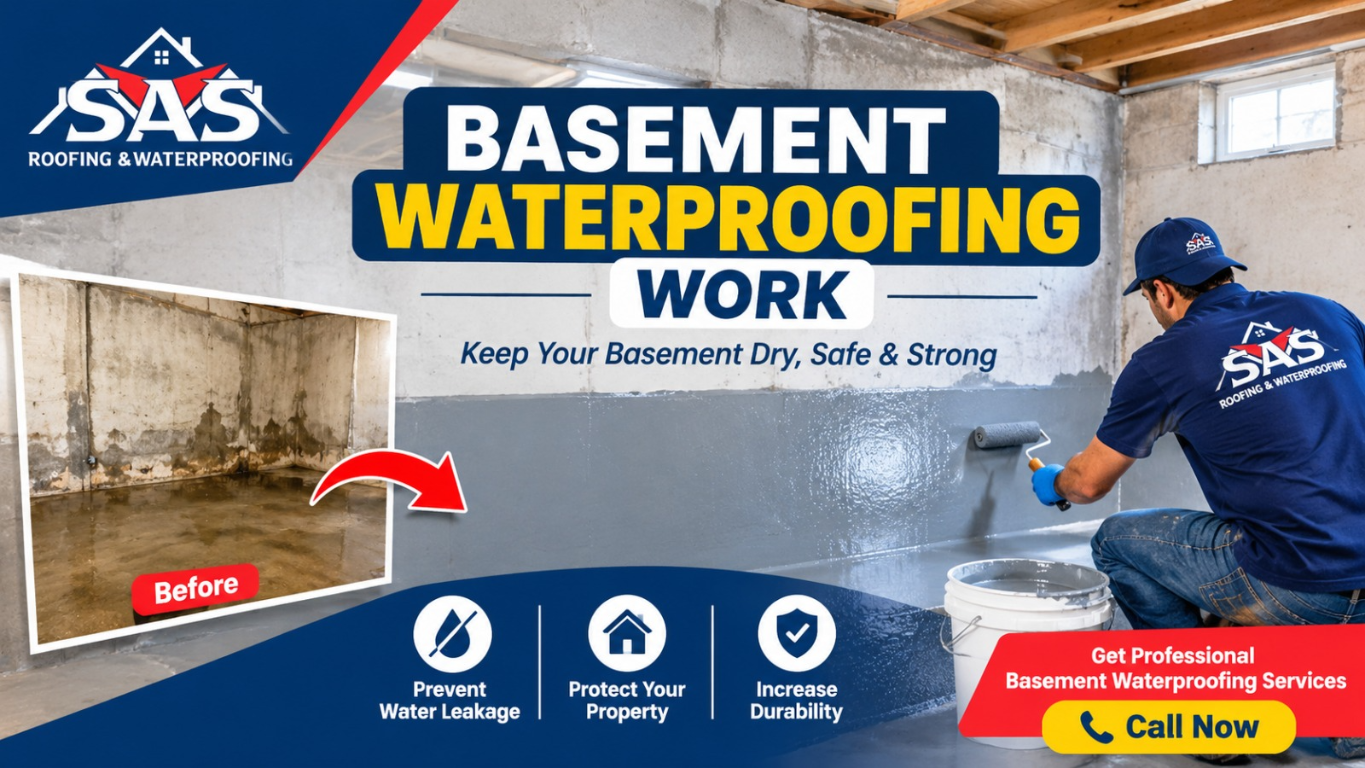 SAS
ROOFING & WATERPROOFING
BASEMENT
WATERPROOFING
WORK
Keep Your Basement Dry, Safe & Strong
SAS
SAS
ROOFING & WATERPROOFING
Before
Prevent
Water Leakage
Protect Your
Property
Increase
Durability
Get Professional
Basement Waterproofing Services
Call Now